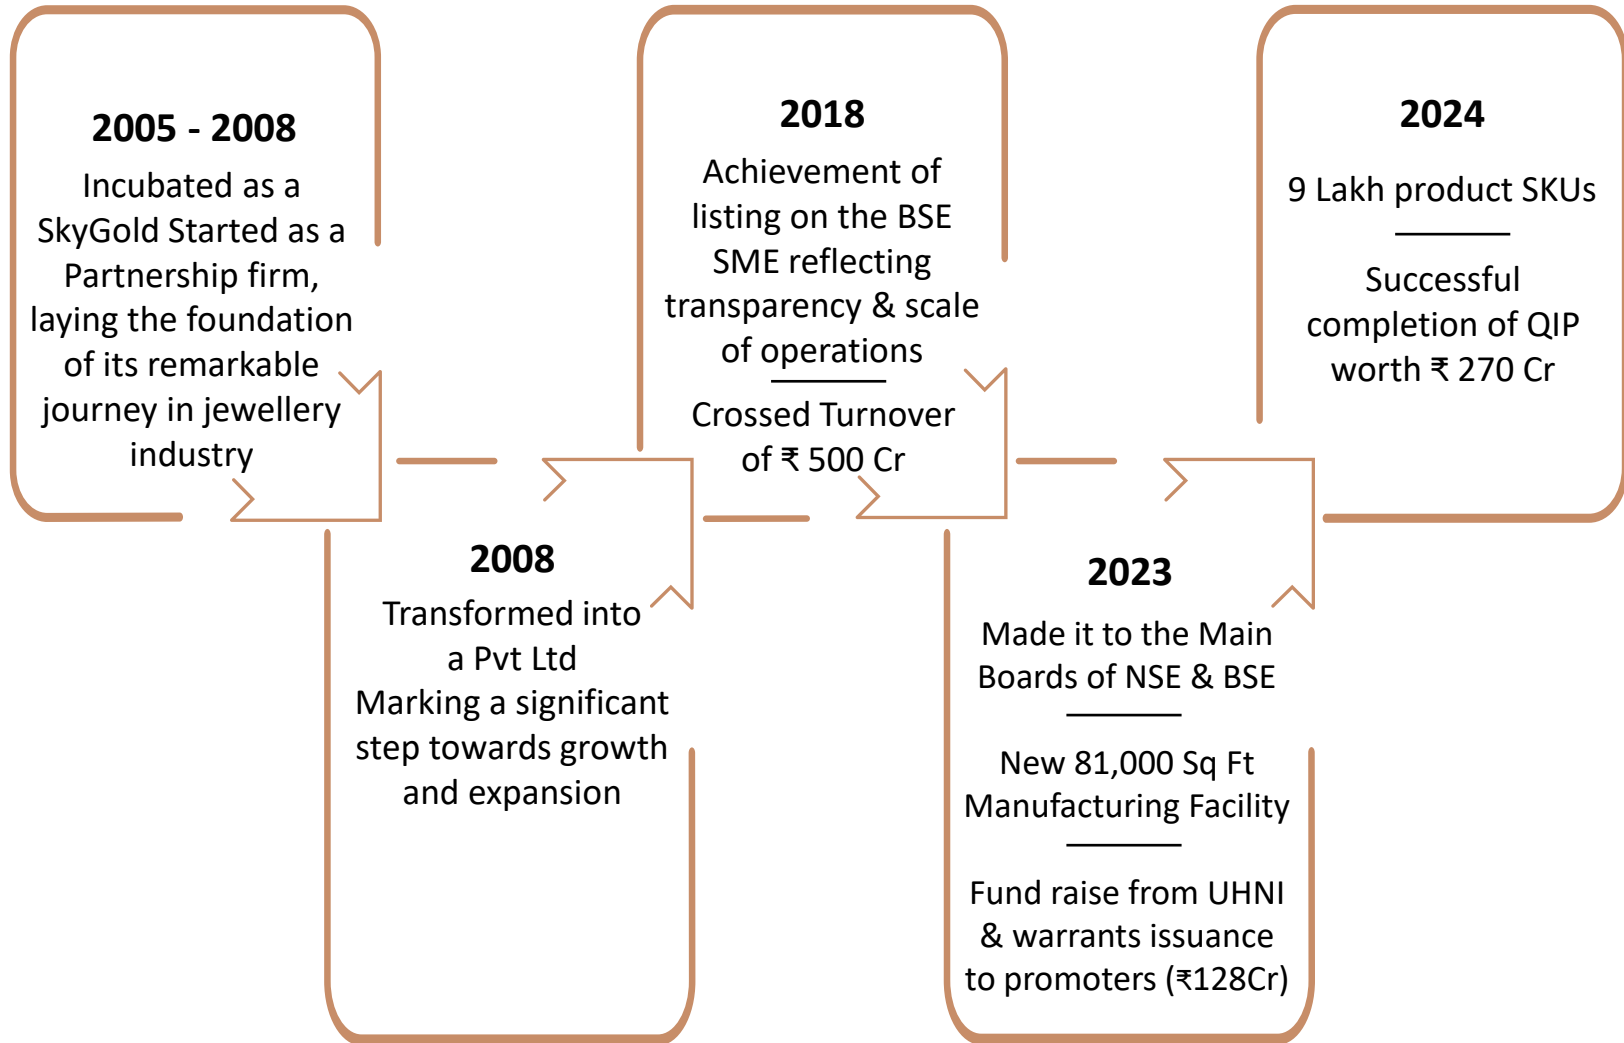 2005 - 2008
Incubated as a
SkyGold Started as a
Partnership firm,
laying the foundation
of its remarkable
journey in jewellery
industry
2008
Transformed into
a Pvt Ltd
Marking a significant
step towards growth
and expansion
2018
Achievement of
listing on the BSE
SME reflecting
transparency & scale
of operations
Crossed Turnover
of ₹ 500 Cr
2023
Made it to the Main
Boards of NSE & BSE
New 81,000 Sq Ft
Manufacturing Facility
Fund raise from UHNI
& warrants issuance
to promoters (₹128Cr)
2024
9 Lakh product SKUs
Successful
completion of QIP
worth ₹ 270 Cr